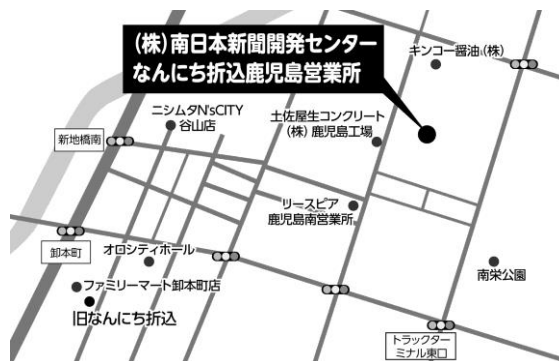 (株)南日本新聞開発センター
なんにち折込鹿児島営業所
キンコー醤油(株)
ニシムタN'sCITY
谷山店
土佐屋生コンクリート
(株)鹿児島工場
新地橋南
リースピア
鹿児島南営業所
卸本町
オロシティホール
南栄公園
ファミリーマート卸本町店
旧なんにち折込
トラックター
ミナル東口